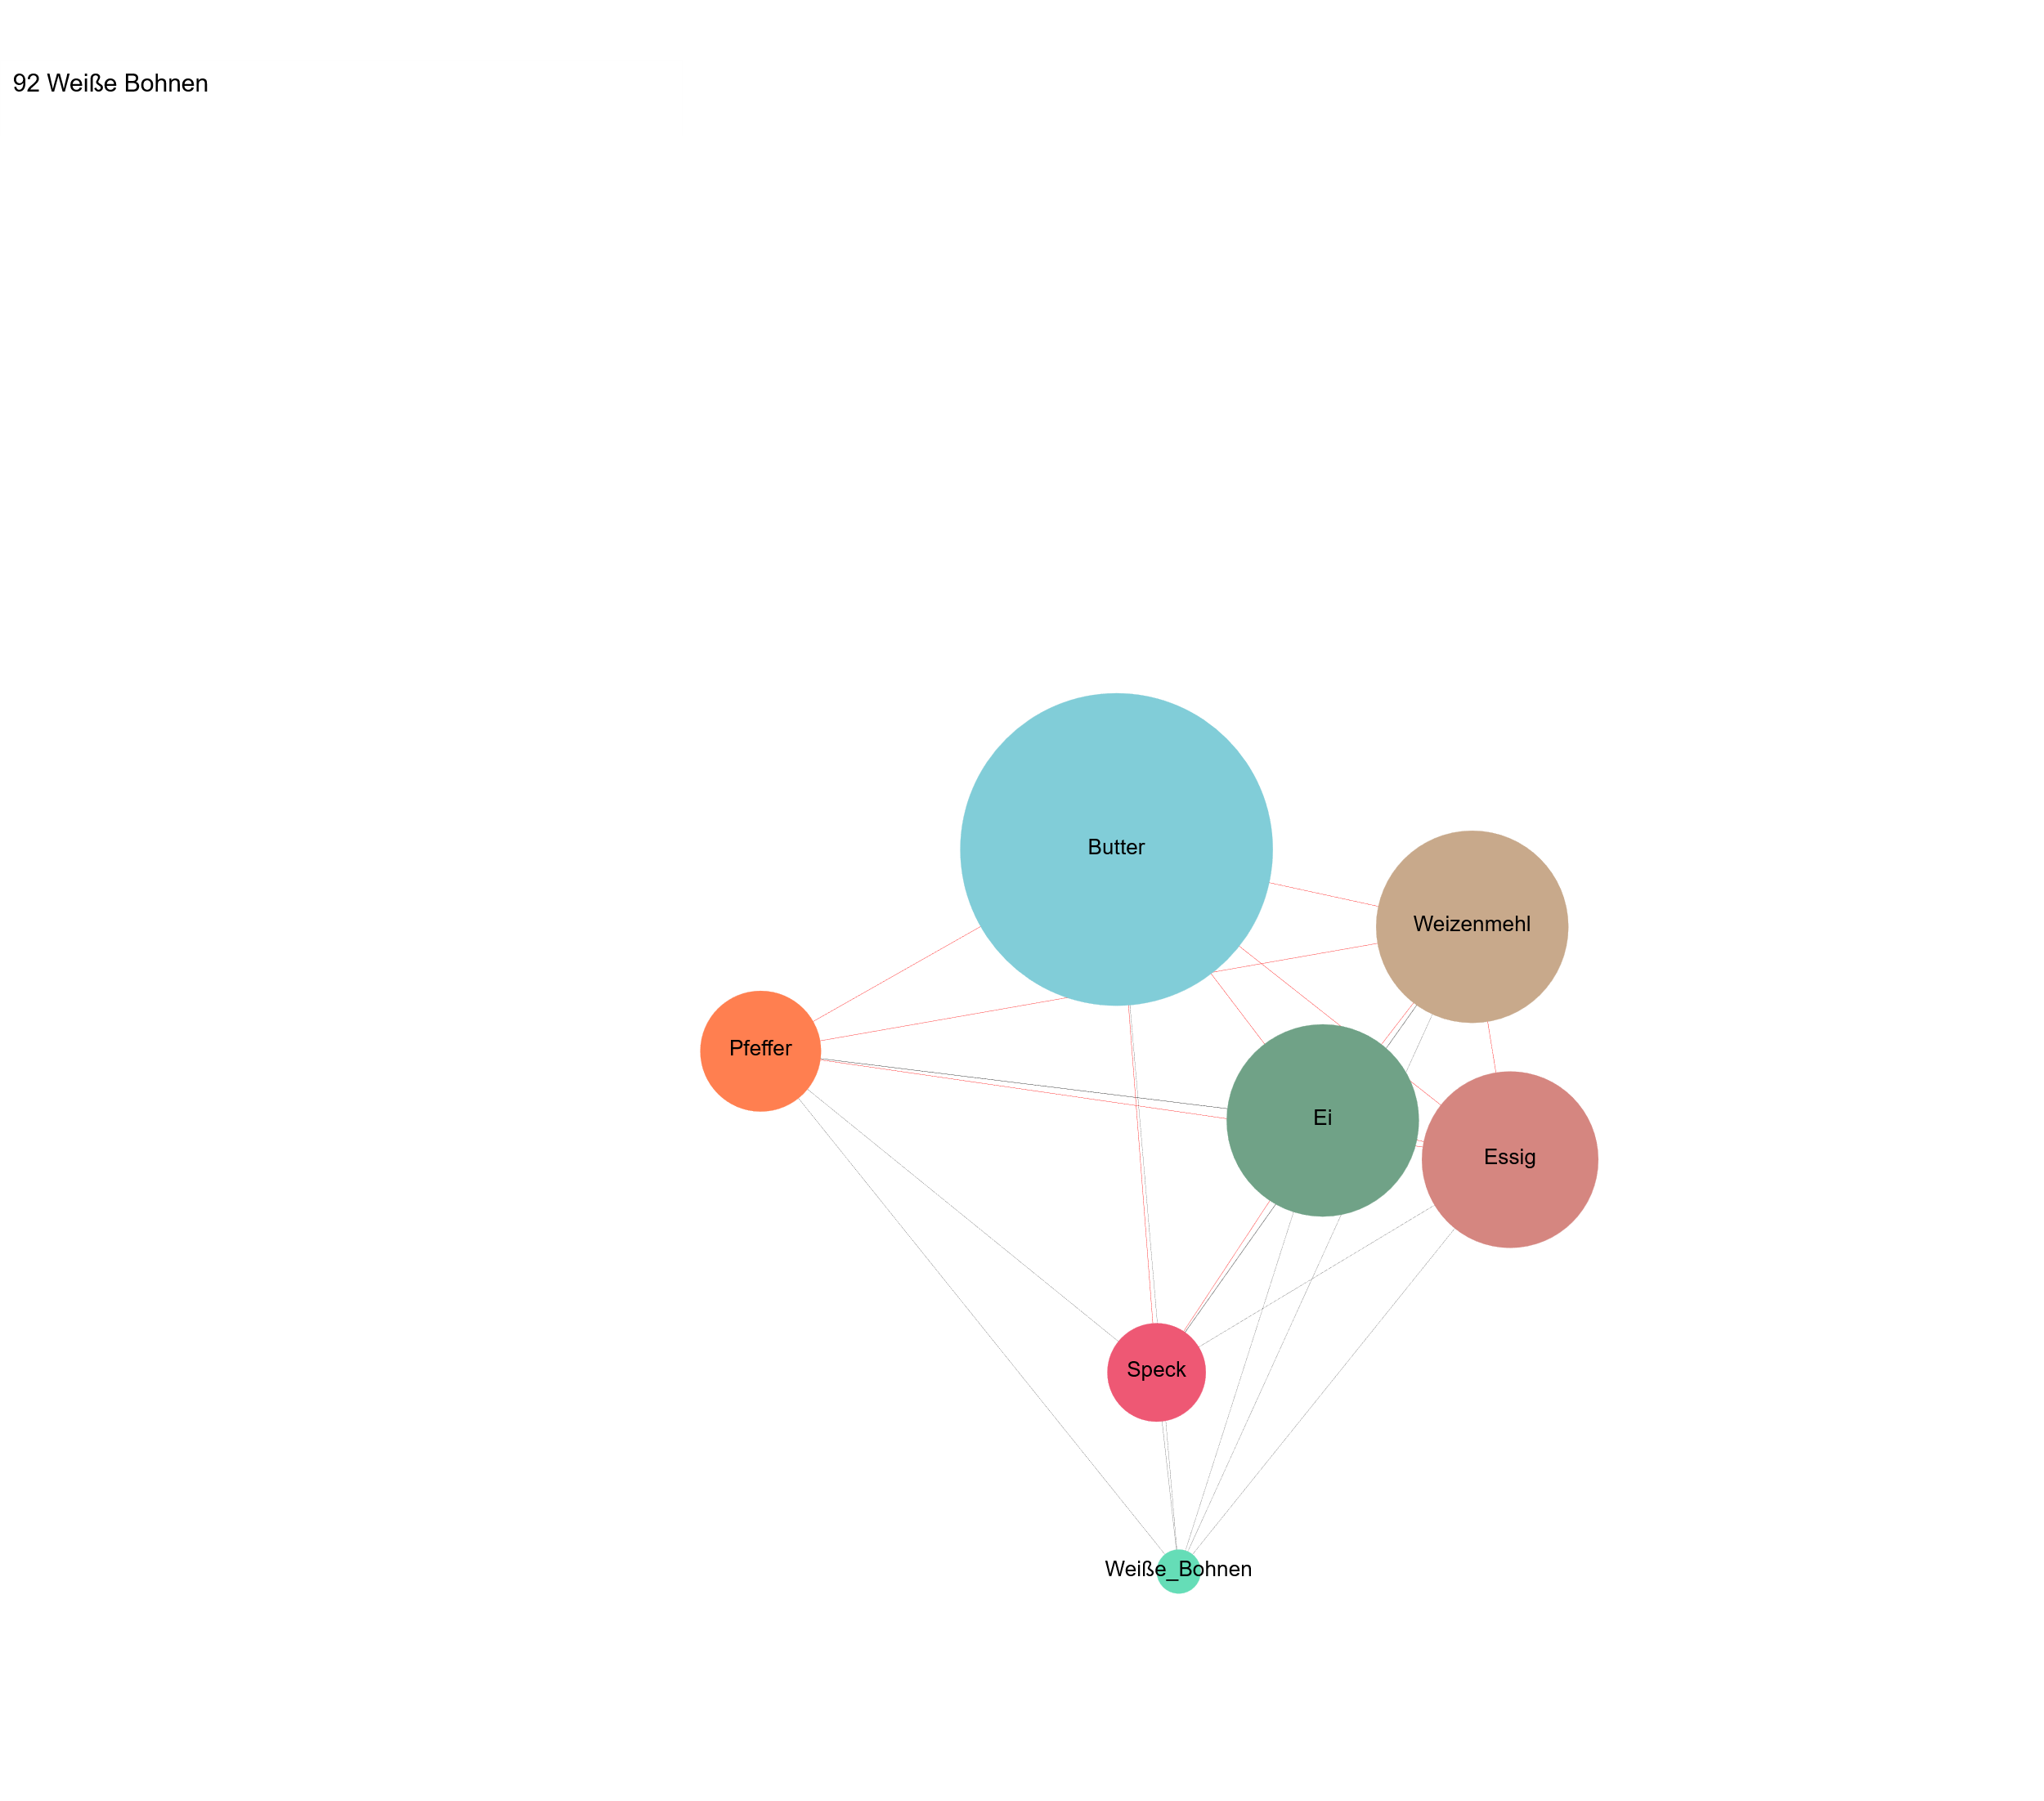 92 Weiße Bohnen
Butter
Weizenmehl
Pfeffer
Ei
Essig
Speck
Weiße_Bohnen